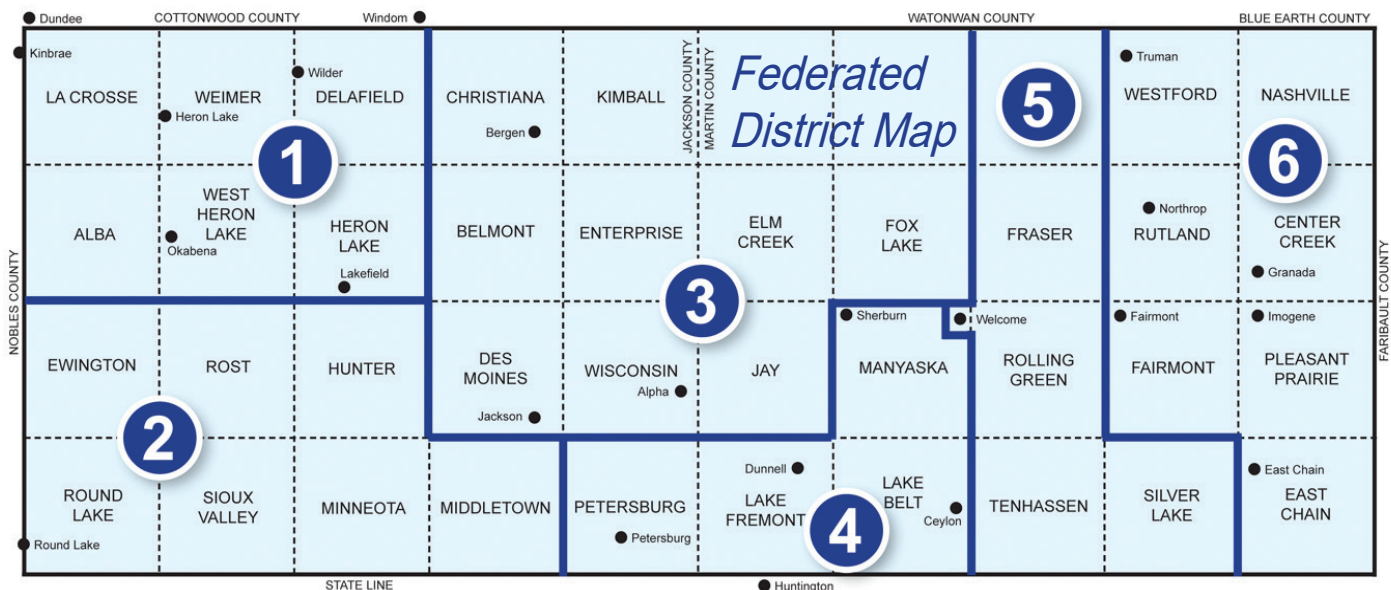 Dundee
COTTONWOOD COUNTY
Windom
WATONWAN COUNTY
BLUE EARTH COUNTY
Kinbrae
Wilder
JACKSON COUNTY
MARTIN COUNTY
Federated
District Map
5
Truman
LA CROSSE
WEIMER
DELAFIELD
CHRISTIANA
KIMBALL
WESTFORD
NASHVILLE
Heron Lake
Bergen
1
6
ALBA
WEST
HERON
LAKE
Okabena
HERON
LAKE
Lakefield
BELMONT
ENTERPRISE
ELM
CREEK
FOX
LAKE
FRASER
Northrop
RUTLAND
CENTER
CREEK
Granada
NOBLES COUNTY
FARIBAULT COUNTY
3
Sherburn
Welcome
Fairmont
Imogene
EWINGTON
ROST
HUNTER
DES
MOINES
Jackson
WISCONSIN
Alpha
JAY
MANYASKA
ROLLING
GREEN
FAIRMONT
PLEASANT
PRAIRIE
2
ROUND
LAKE
Round Lake
SIOUX
VALLEY
MINNEOTA
MIDDLETOWN
PETERSBURG
Petersburg
Dunnell
LAKE
FREMONT
4
LAKE
BELT
Ceylon
TENHASSEN
SILVER
LAKE
East Chain
EAST
CHAIN
STATE LINE
Huntington